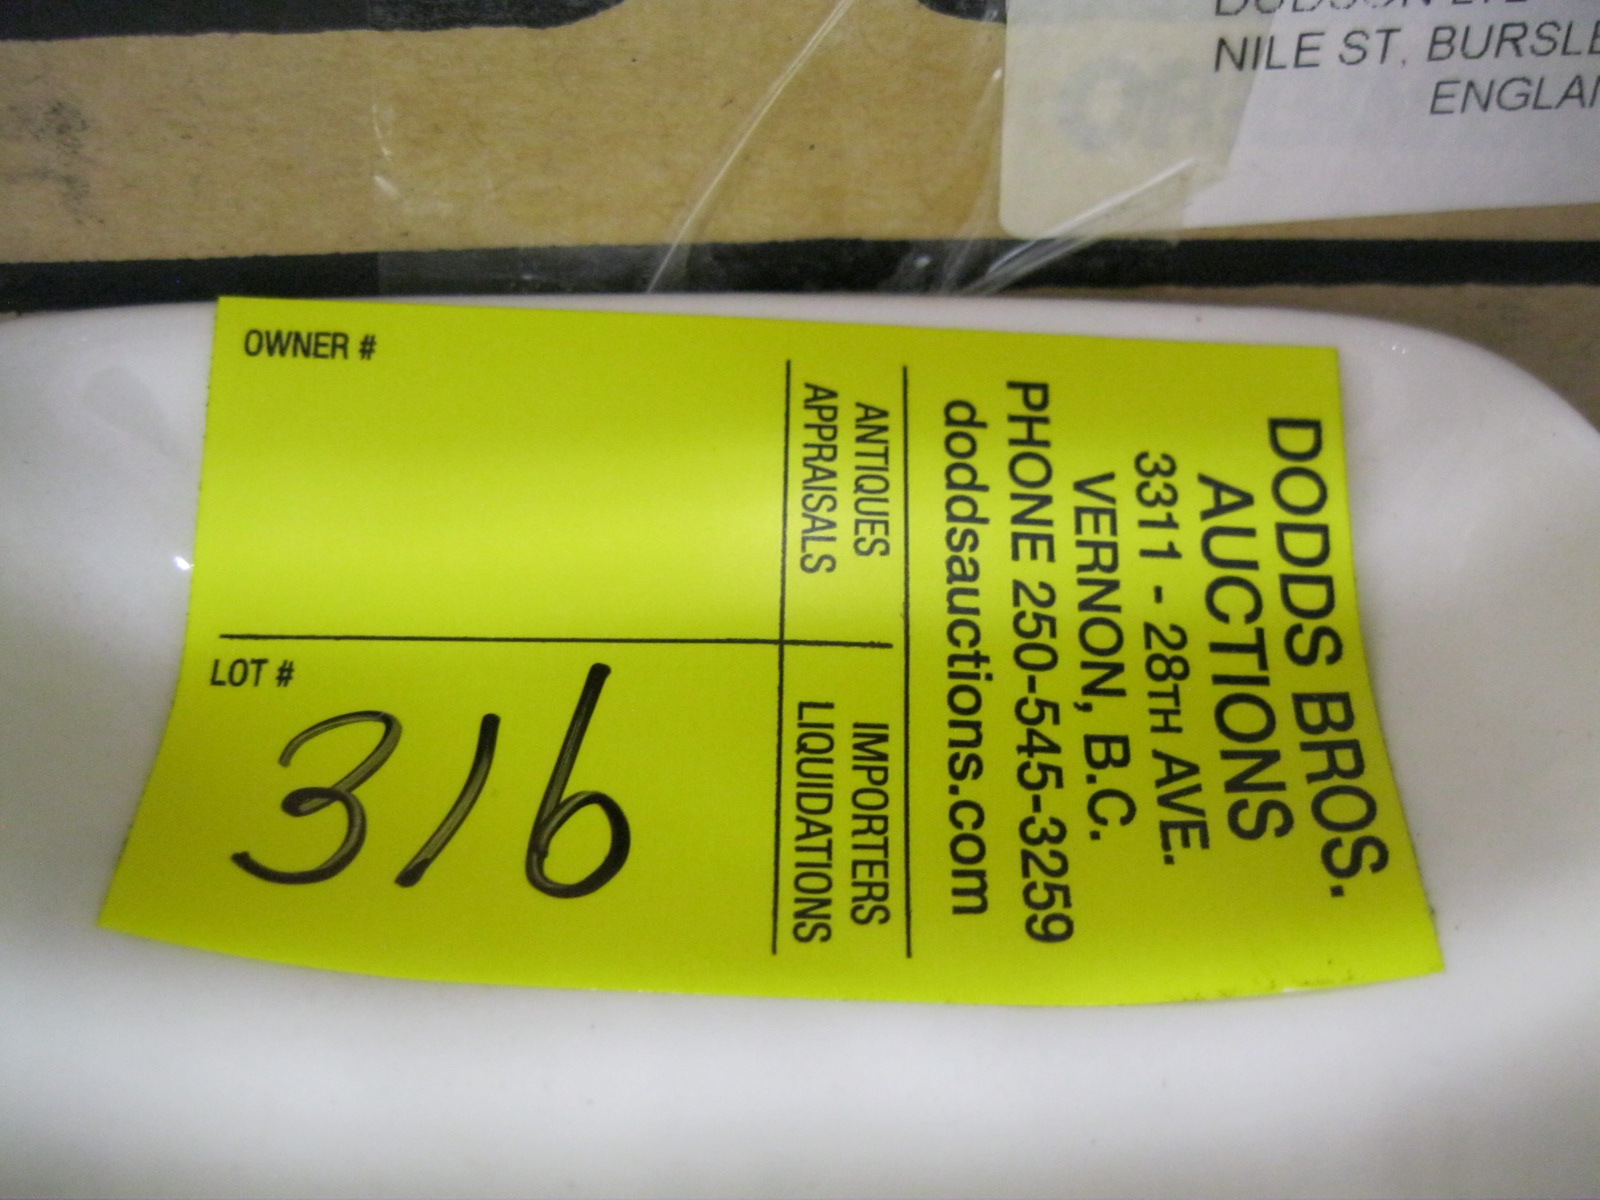 NILE ST, BURSLE
ENGLAN
DODDS BROS.
AUCTIONS
3311 - 28TH AVE.
VERNON, B.C.
PHONE 250-545-3259
doddsauctions.com
ANTIQUES
APPRAISALS
IMPORTERS
LIQUIDATIONS
OWNER #
LOT #
316